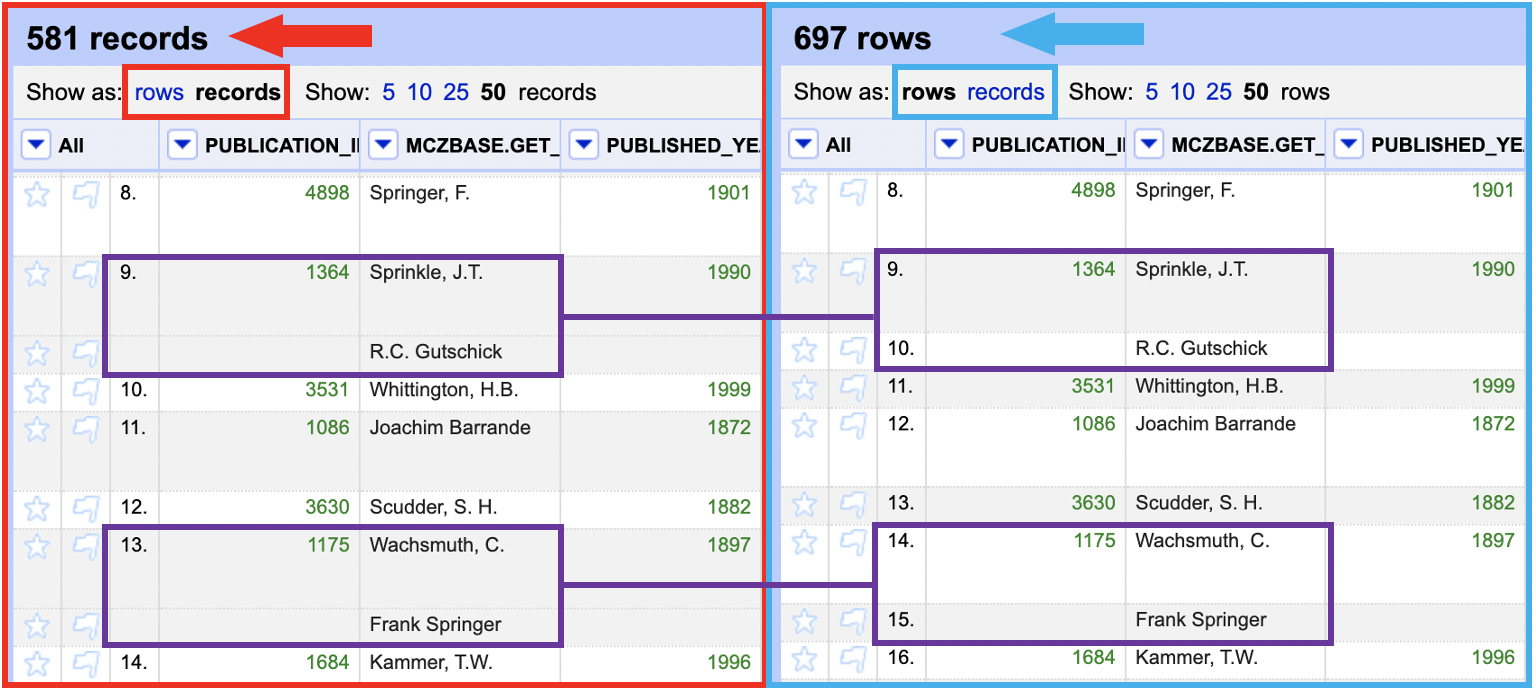 581 records
Show as: rows records Show: 5 10 25 50 records
All PUBLICATION_I MCZBASE.GET_ PUBLISHED_YE
8. 4898 Springer, F. 1901
9. 1364 Sprinkle, J.T. 1990
R.C. Gutschick
10. 3531 Whittington, H.B. 1999
11. 1086 Joachim Barrande 1872
12. 3630 Scudder, S. H. 1882
13. 1175 Wachsmuth, C. 1897
Frank Springer
14. 1684 Kammer, T.W. 1996
697 rows
Show as: rows records Show: 5 10 25 50 rows
All PUBLICATION_I MCZBASE.GET_ PUBLISHED_YE
8. 4898 Springer, F. 1901
9. 1364 Sprinkle, J.T. 1990
10. R.C. Gutschick
11. 3531 Whittington, H.B. 1999
12. 1086 Joachim Barrande 1872
13. 3630 Scudder, S. H. 1882
14. 1175 Wachsmuth, C. 1897
15. Frank Springer
16. 1684 Kammer, T.W. 1996